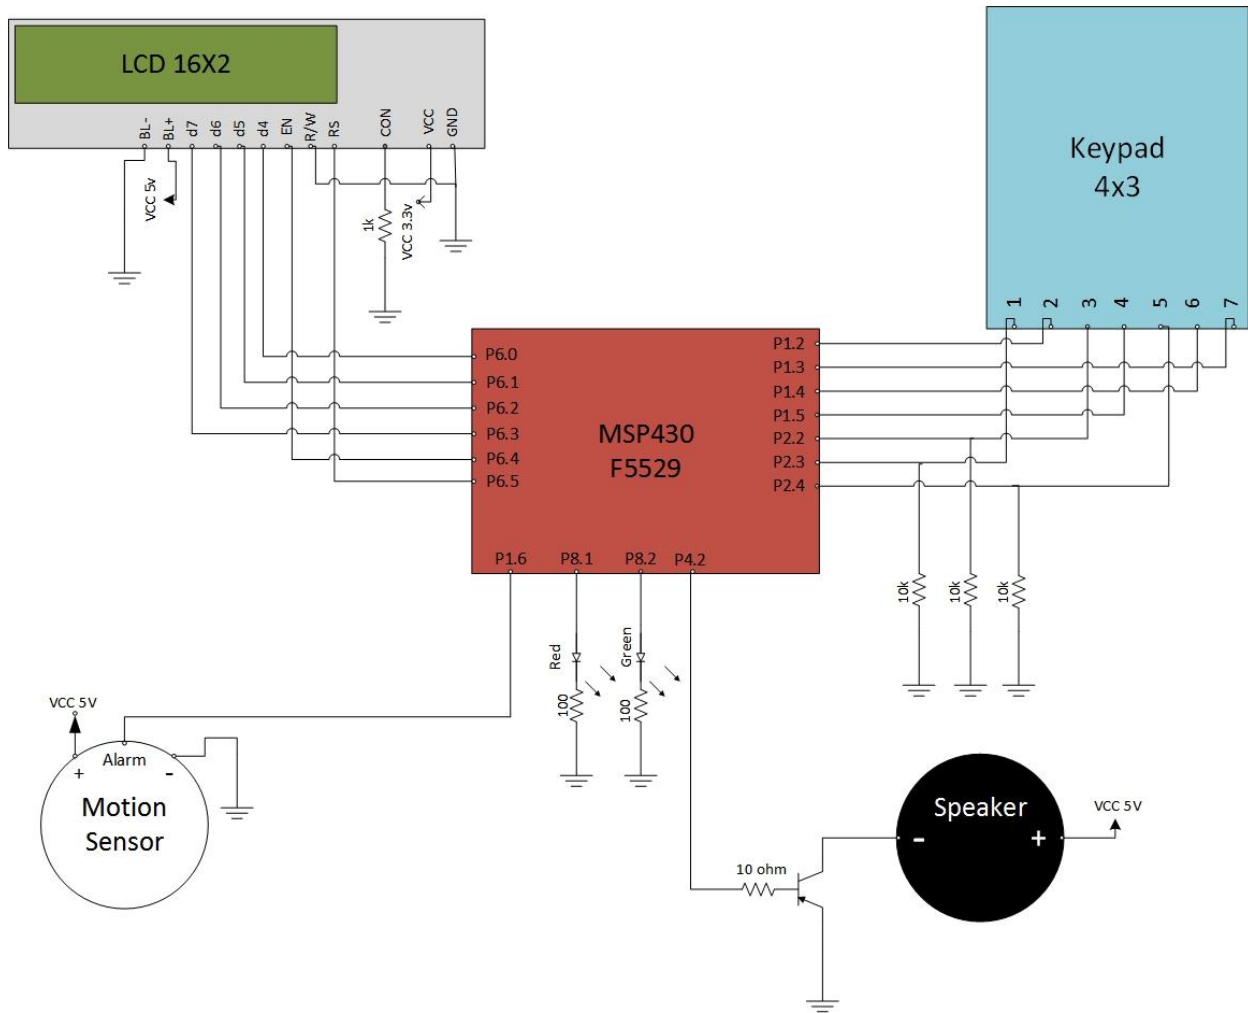 LCD 16X2
BL-
BL+
d7
d6
d5
d4
EN
R/W
RS
CON
VCC
GND
VCC 5v
1k
VCC 3.3v
Keypad
4x3
1
2
3
4
5
6
7
MSP430
F5529
P6.0
P6.1
P6.2
P6.3
P6.4
P6.5
P1.2
P1.3
P1.4
P1.5
P2.2
P2.3
P2.4
P1.6
P8.1
P8.2
P4.2
10k
10k
10k
Red
Green
100
100
VCC 5V
+
Alarm
-
Motion
Sensor
Speaker
-
+
VCC 5V
10 ohm